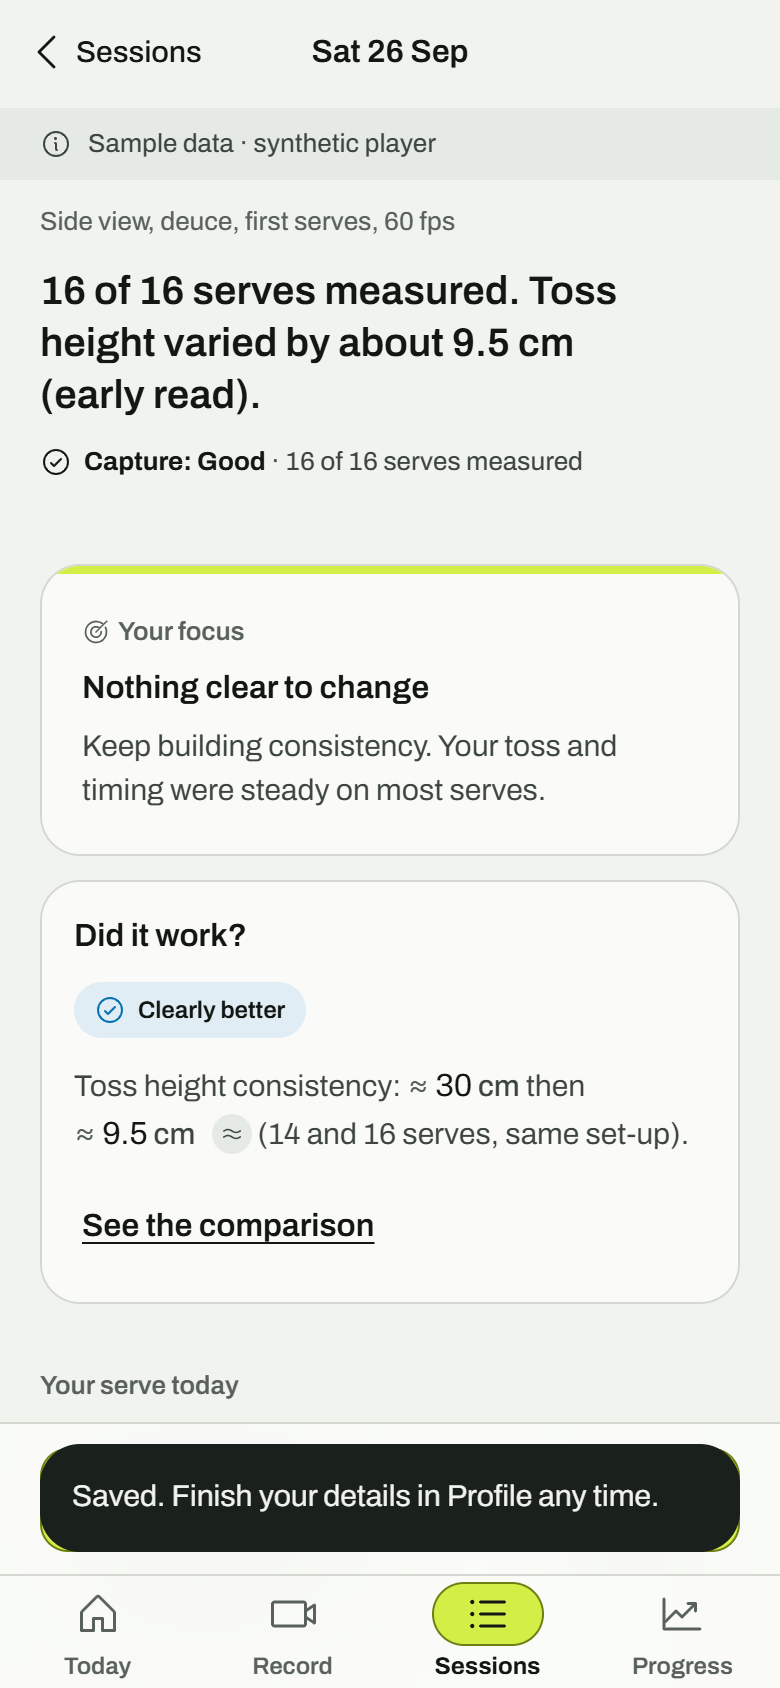 Sessions
Sat 26 Sep
Sample data · synthetic player
Side view, deuce, first serves, 60 fps
16 of 16 serves measured. Toss
height varied by about 9.5 cm
(early read).
Capture: Good · 16 of 16 serves measured
Your focus
Nothing clear to change
Keep building consistency. Your toss and
timing were steady on most serves.
Did it work?
Clearly better
Toss height consistency: ≈ 30 cm then
≈ 9.5 cm ≈ (14 and 16 serves, same set-up).
See the comparison
Your serve today
Saved. Finish your details in Profile any time.
Today
Record
Sessions
Progress